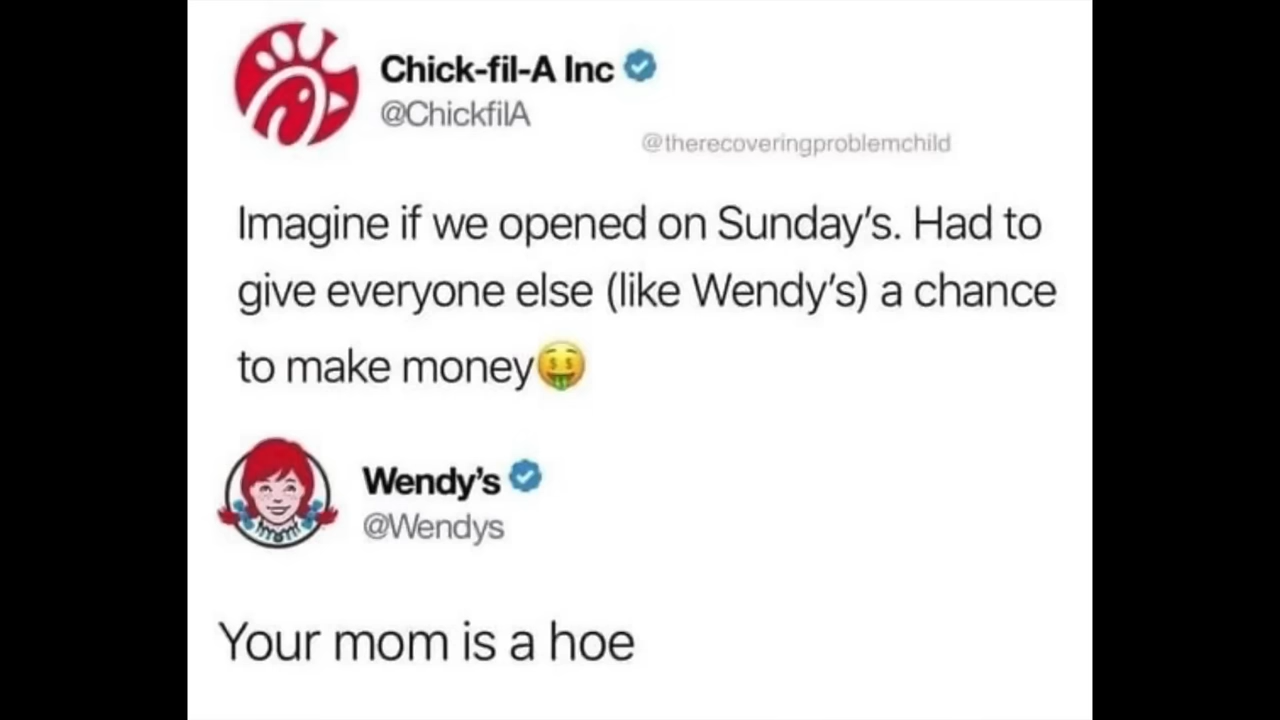 Chick-fil-A Inc
@ChickfilA
@therecoveringproblemchild
Imagine if we opened on Sunday's. Had to
give everyone else (like Wendy's) a chance
to make money🤑
Wendy's
@Wendys
Your mom is a hoe